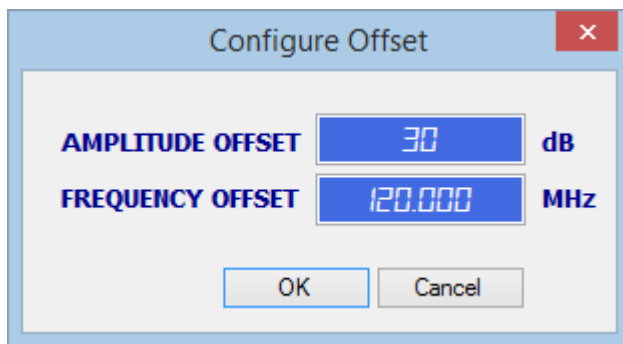 Configure Offset
AMPLITUDE OFFSET 30 dB
FREQUENCY OFFSET 120.000 MHz
OK Cancel